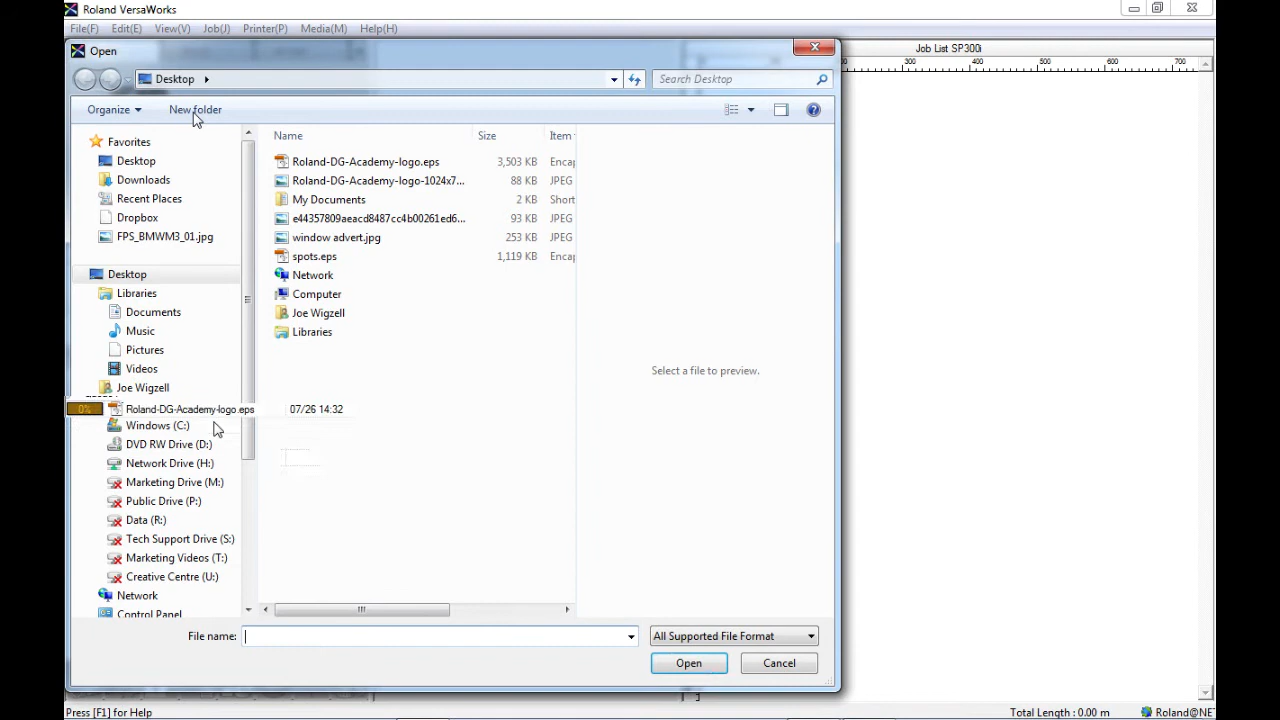 Roland VersaWorks
File(F) Edit(E) View(V) Job(J) Printer(P) Media(M) Help(H)
Open
Job List SP300i
300 400 500 600 700
Desktop
Search Desktop
Organize New folder
Name Size Item
Favorites
Desktop
Downloads
Recent Places
Dropbox
FPS_BMWM3_01.jpg
Desktop
Libraries
Documents
Music
Pictures
Videos
Joe Wigzell
Roland-DG-Academy-logo.eps 07/26 14:32
Windows (C:)
DVD RW Drive (D:)
Network Drive (H:)
Marketing Drive (M:)
Public Drive (P:)
Data (R:)
Tech Support Drive (S:)
Marketing Videos (T:)
Creative Centre (U:)
Network
Control Panel
Roland-DG-Academy-logo.eps 3,503 KB Encap
Roland-DG-Academy-logo-1024x7... 88 KB JPEG
My Documents 2 KB Short
e44357809aeacd8487cc4b00261ed6... 93 KB JPEG
window advert.jpg 253 KB JPEG
spots.eps 1,119 KB Encap
Network
Computer
Joe Wigzell
Libraries
Select a file to preview.
File name: All Supported File Format
Open Cancel
Press [F1] for Help
Total Length : 0.00 m Roland@NE